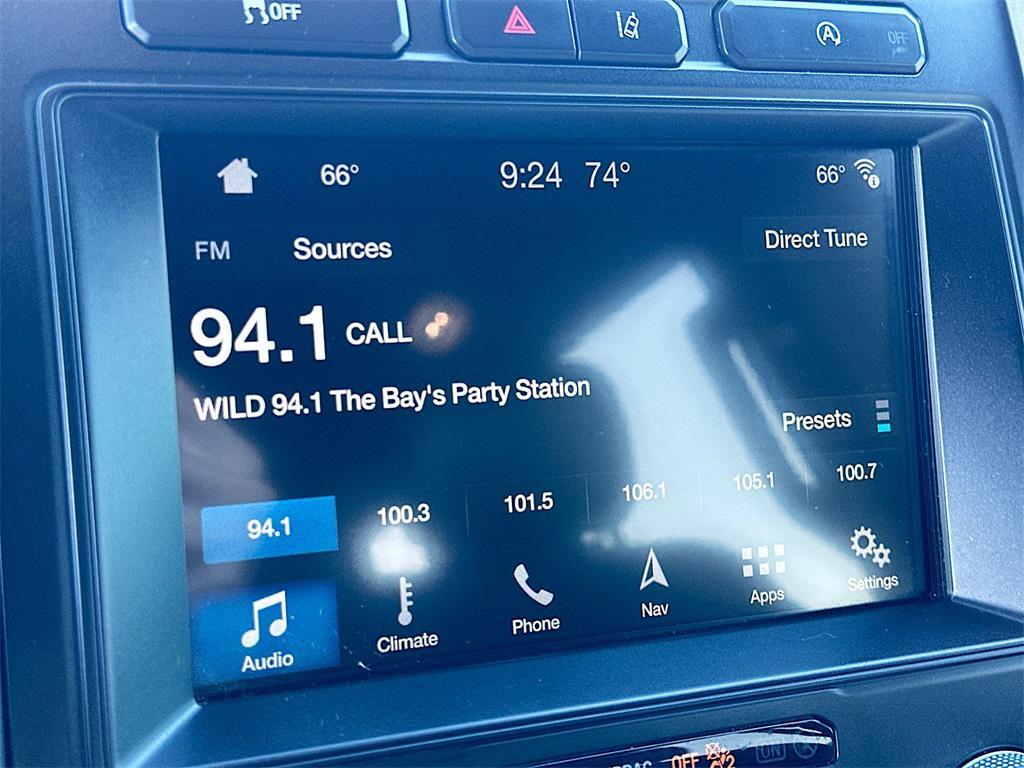 OFF
A OFF
66° 9:24 74° 66°
FM Sources Direct Tune
94.1 CALL
WILD 94.1 The Bay's Party Station
Presets
94.1 100.3 101.5 106.1 105.1 100.7
Audio Climate Phone Nav Apps Settings
OFF 2 ON